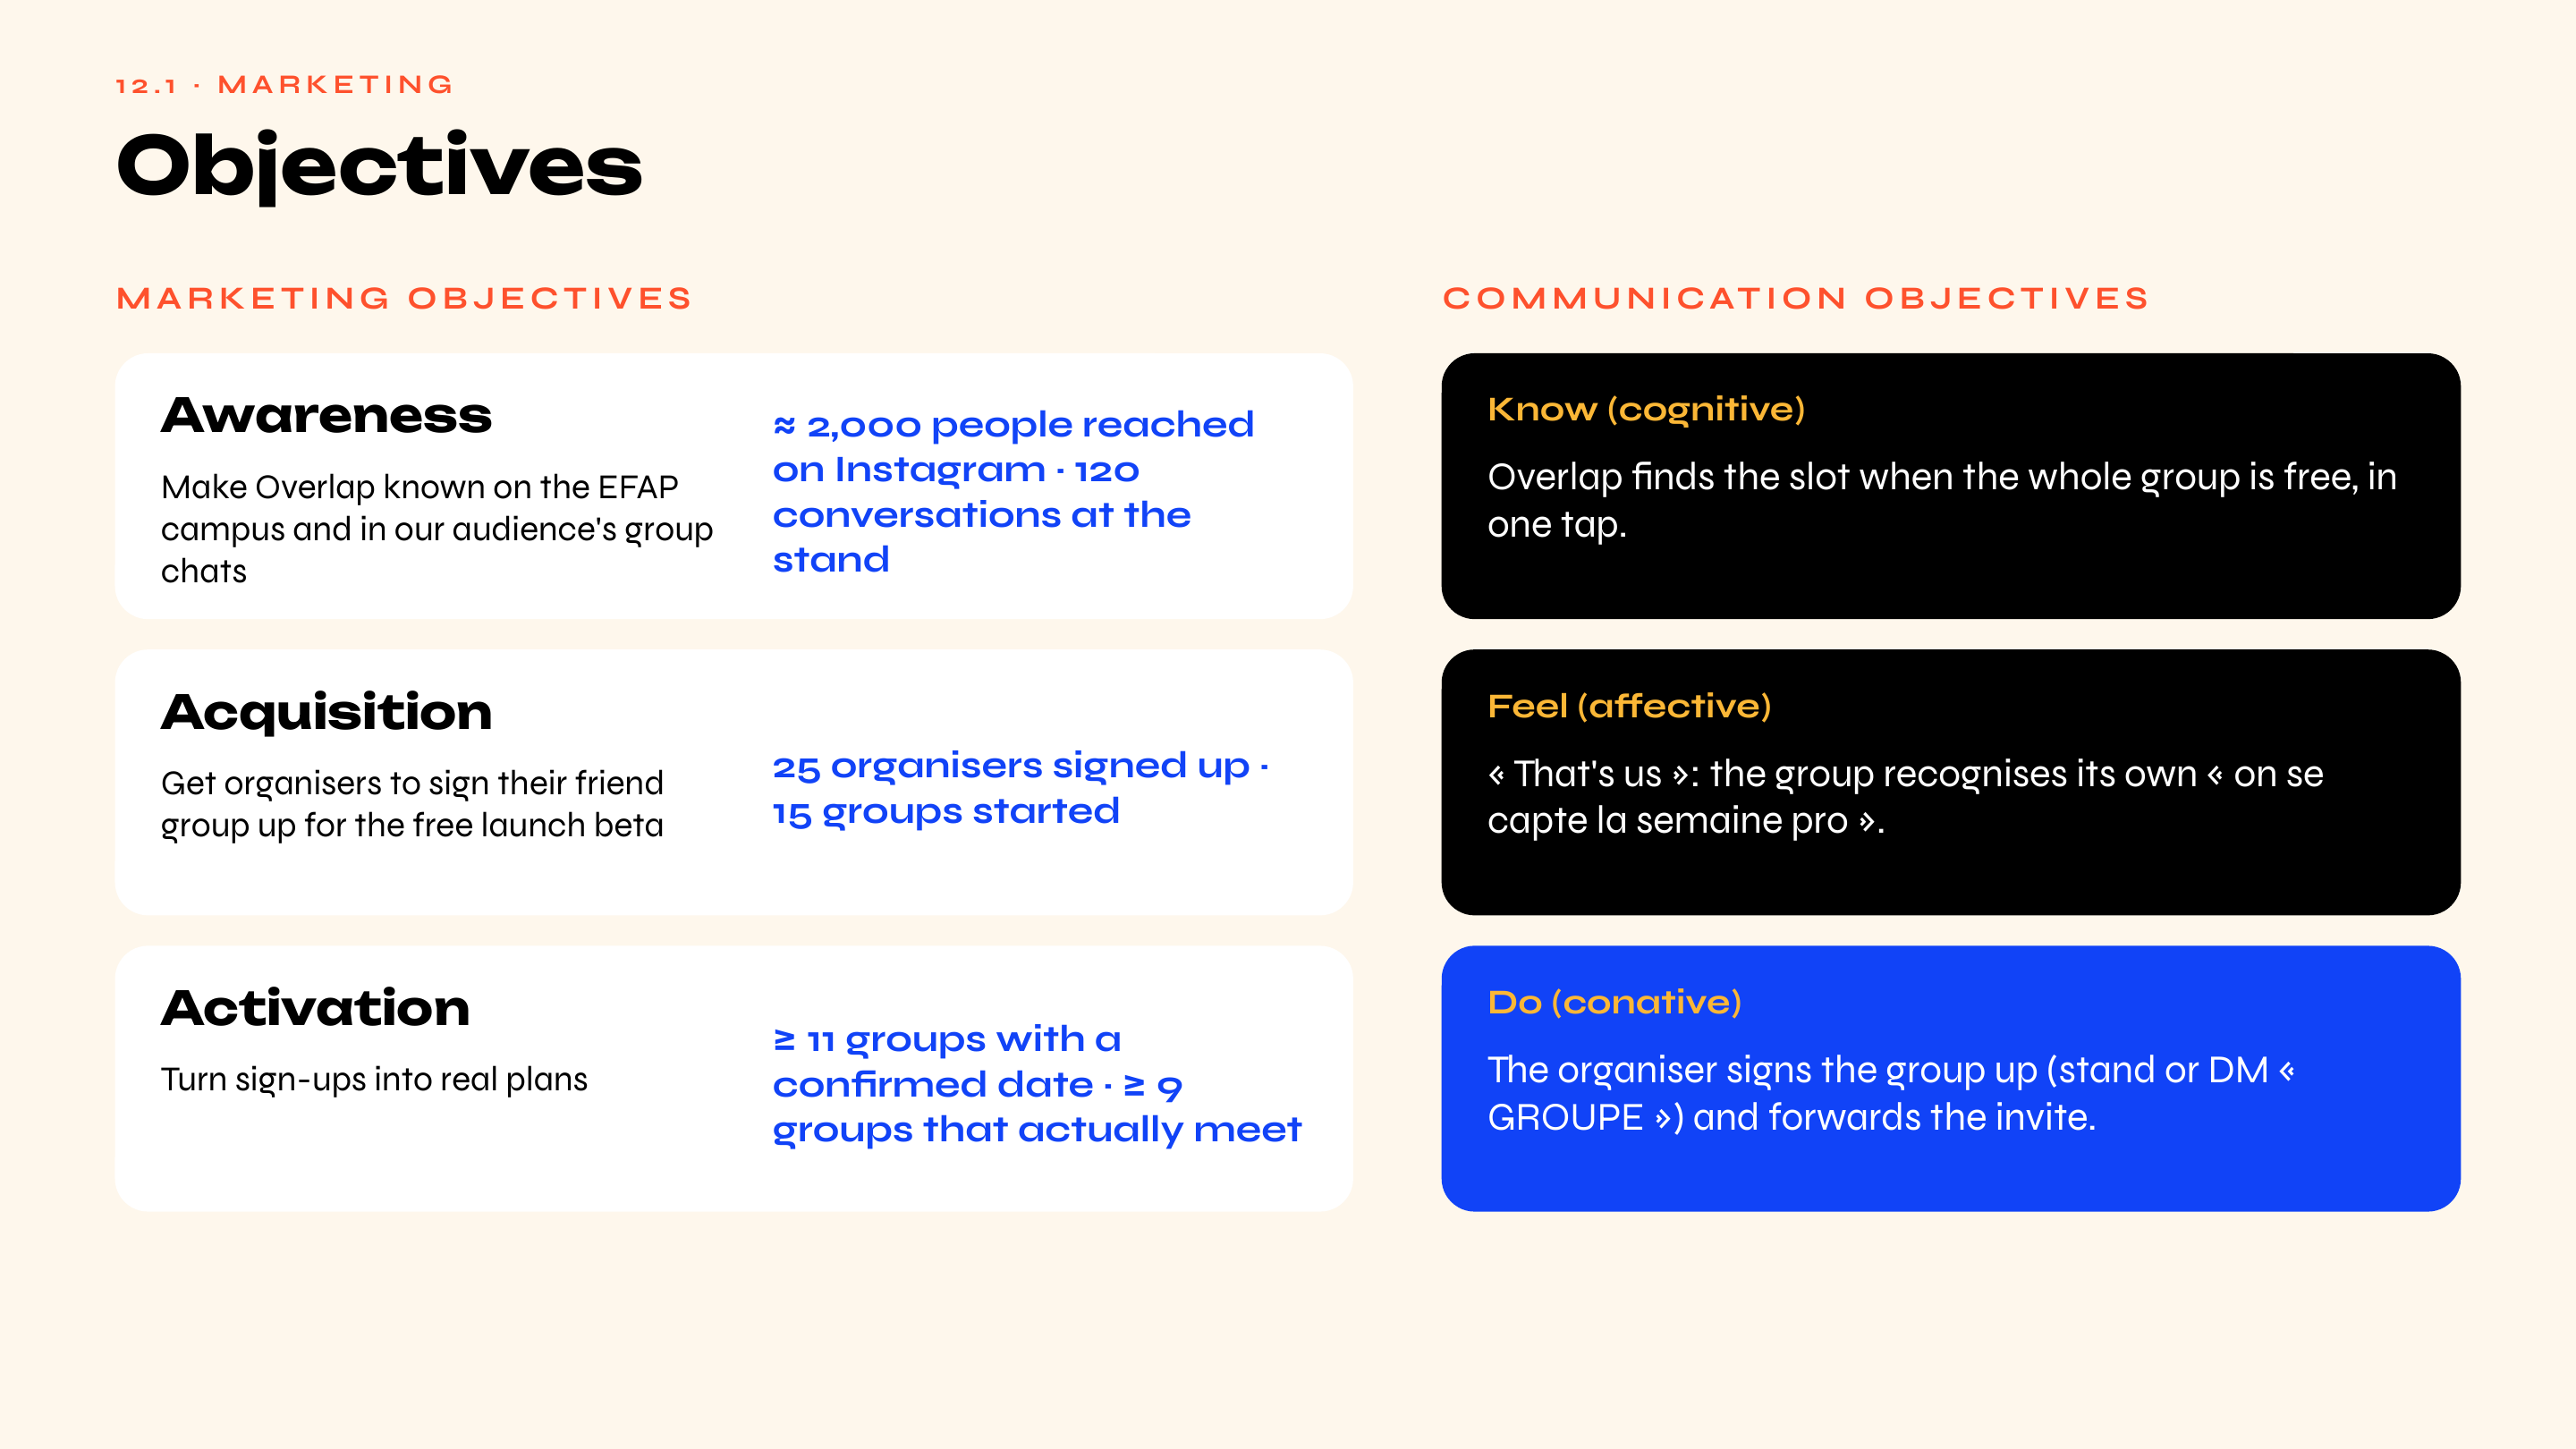 12.1 · MARKETING
Objectives
MARKETING OBJECTIVES
Awareness
Make Overlap known on the EFAP
campus and in our audience's group
chats
≈ 2,000 people reached
on Instagram · 120
conversations at the
stand
Acquisition
Get organisers to sign their friend
group up for the free launch beta
25 organisers signed up ·
15 groups started
Activation
Turn sign-ups into real plans
≥ 11 groups with a
confirmed date · ≥ 9
groups that actually meet
COMMUNICATION OBJECTIVES
Know (cognitive)
Overlap finds the slot when the whole group is free, in
one tap.
Feel (affective)
« That's us »: the group recognises its own « on se
capte la semaine pro ».
Do (conative)
The organiser signs the group up (stand or DM «
GROUPE ») and forwards the invite.